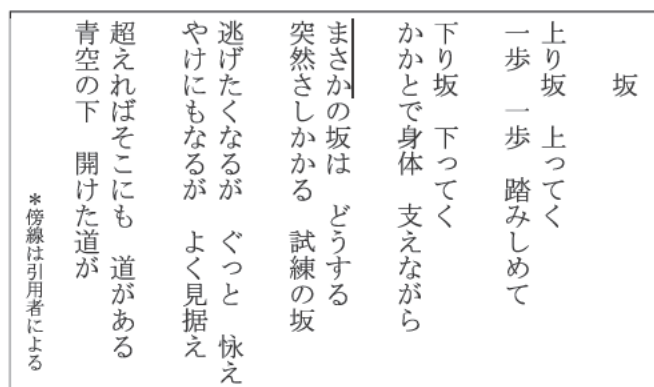 坂
上り坂　上ってく
一歩　一歩　踏みしめて
下り坂　下ってく
かかとで身体　支えながら
まさかの坂は　どうする
突然さしかかる　試練の坂
逃げたくなるが　ぐっと　怺え
やけにもなるが　よく見据え
超えればそこにも　道がある
青空の下　開けた道が
＊傍線は引用者による